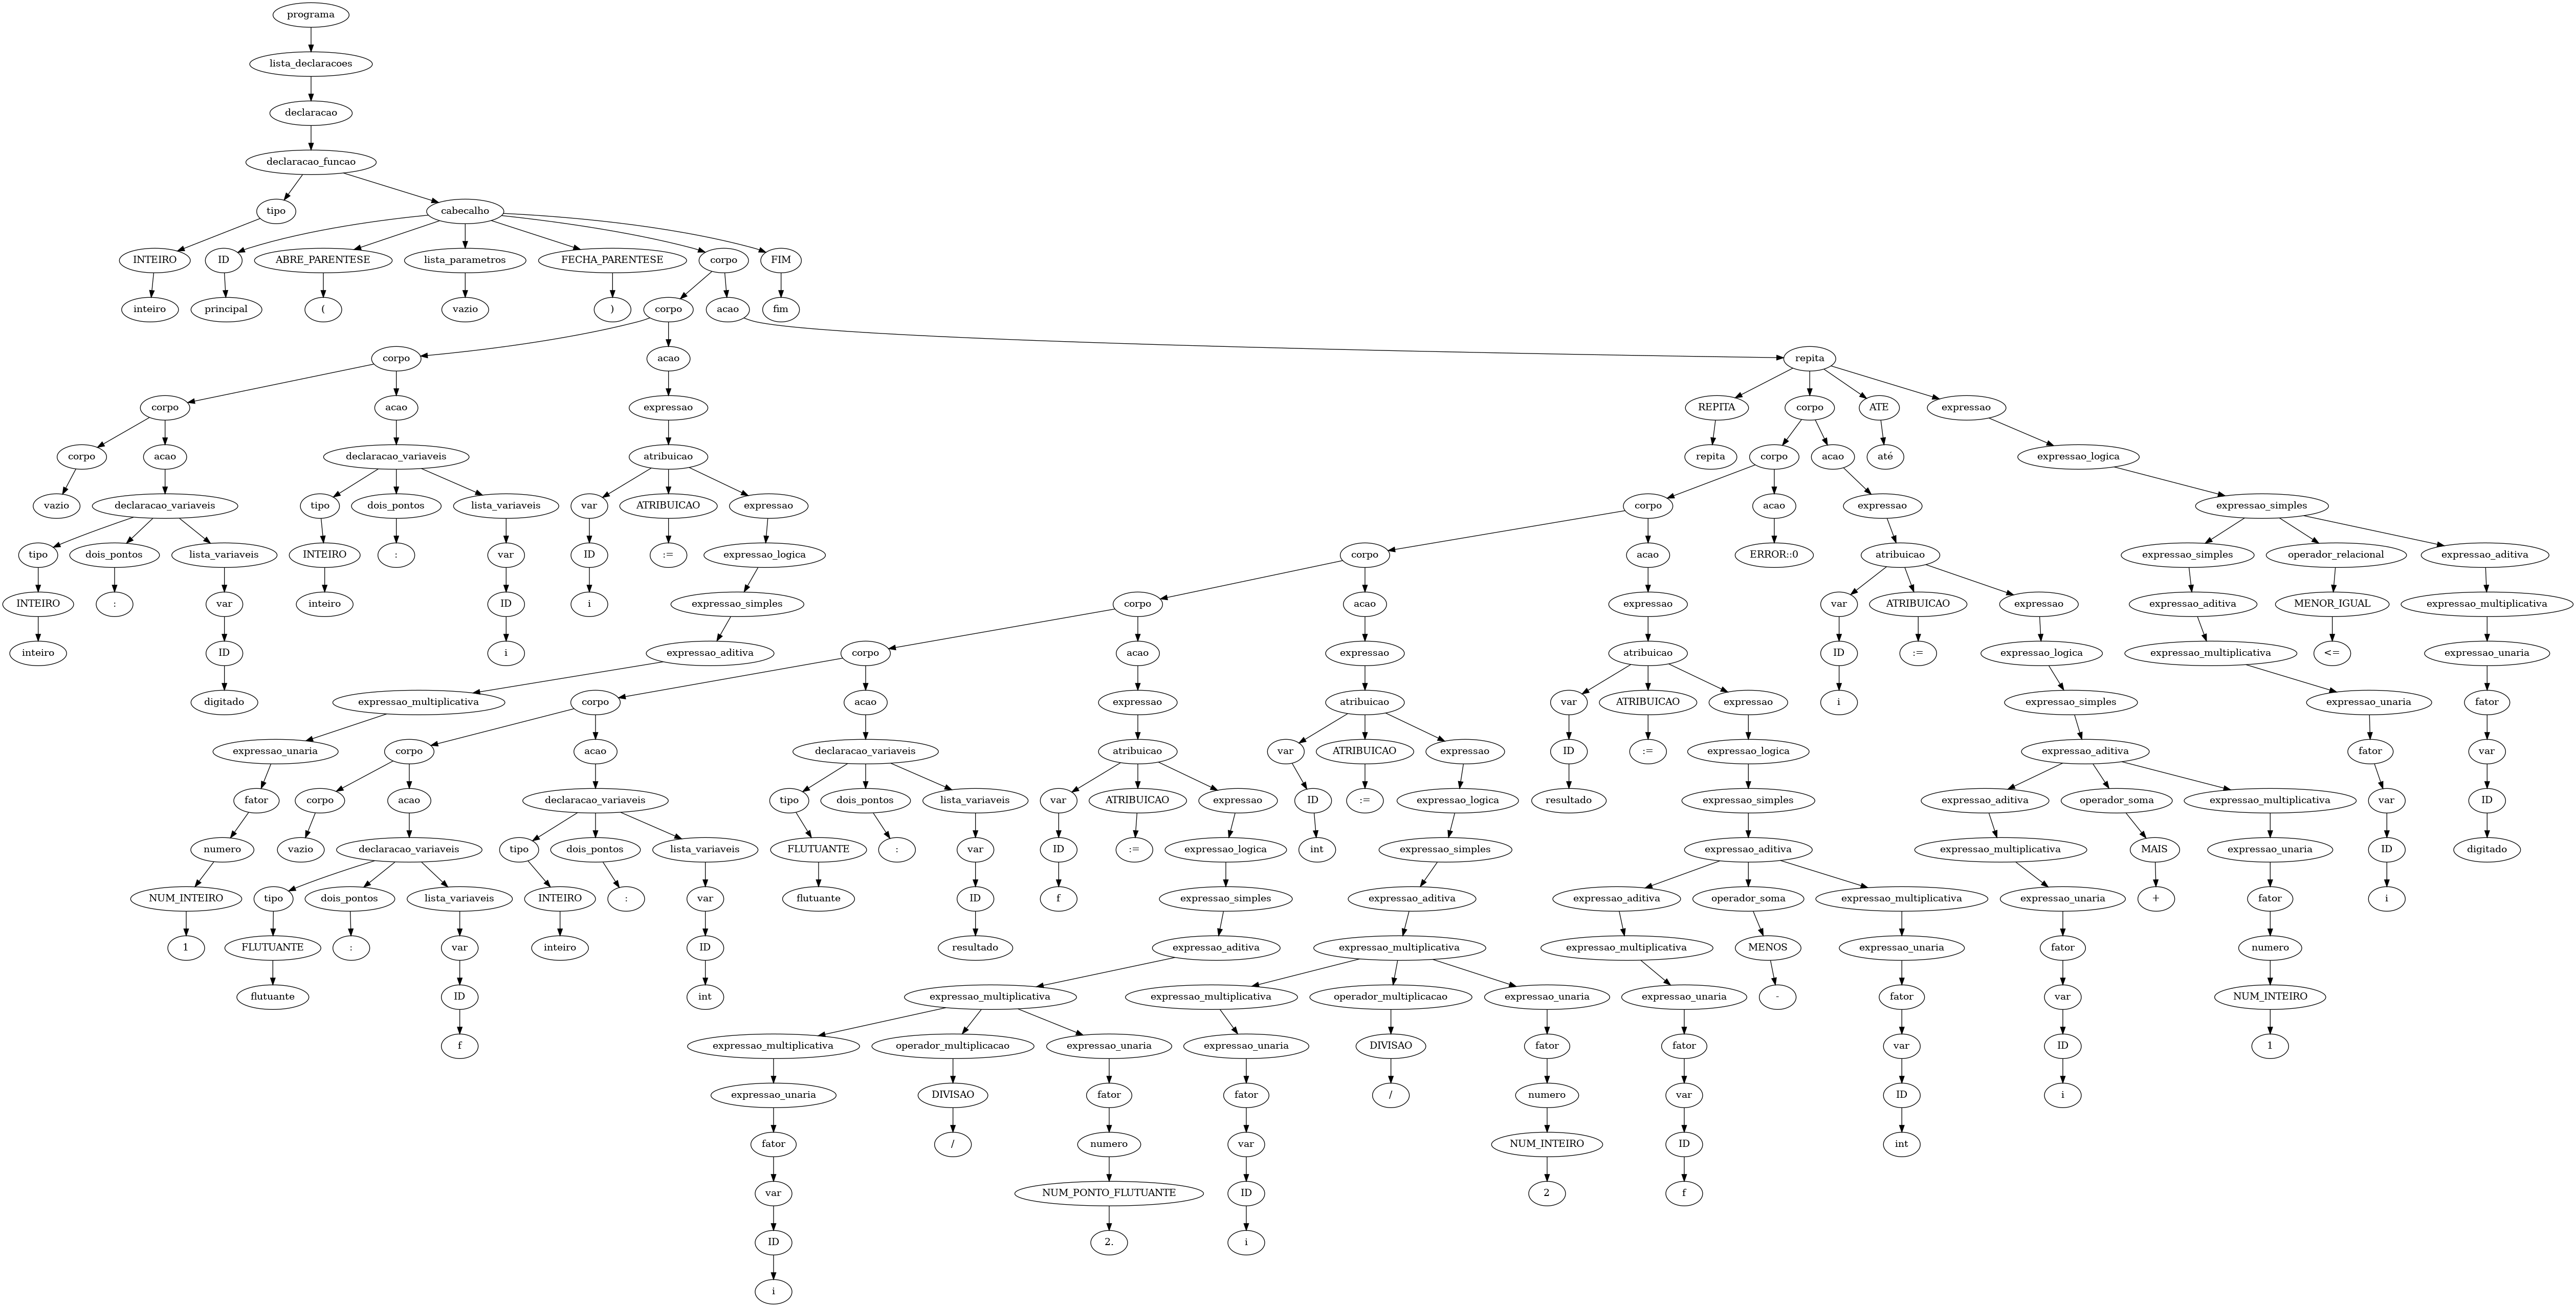 programa
lista_declaracoes
declaracao
declaracao_funcao
tipo cabecalho
INTEIRO ID ABRE_PARENTESE lista_parametros FECHA_PARENTESE corpo FIM
inteiro principal ( vazio ) corpo acao fim
corpo acao repita
corpo acao expressao REPITA corpo ATE expressao
corpo acao declaracao_variaveis atribuicao repita corpo acao até expressao_logica
vazio declaracao_variaveis tipo dois_pontos lista_variaveis var ATRIBUICAO expressao corpo acao expressao expressao_simples
tipo dois_pontos lista_variaveis INTEIRO : var ID := expressao_logica corpo acao ERROR::0 atribuicao expressao_simples operador_relacional expressao_aditiva
INTEIRO : var inteiro ID i expressao_simples corpo acao expressao var ATRIBUICAO expressao expressao_aditiva MENOR_IGUAL expressao_multiplicativa
inteiro ID i expressao_aditiva corpo acao expressao atribuicao ID := expressao_logica expressao_multiplicativa <= expressao_unaria
digitado expressao_multiplicativa corpo acao expressao atribuicao var ATRIBUICAO expressao i expressao_simples expressao_unaria fator
expressao_unaria corpo acao declaracao_variaveis atribuicao var ATRIBUICAO expressao ID := expressao_logica expressao_aditiva fator var
fator corpo acao declaracao_variaveis tipo dois_pontos lista_variaveis var ATRIBUICAO expressao ID := expressao_logica resultado expressao_simples expressao_aditiva operador_soma expressao_multiplicativa var ID
numero vazio declaracao_variaveis tipo dois_pontos lista_variaveis FLUTUANTE : var ID := expressao_logica int expressao_simples expressao_aditiva expressao_multiplicativa MAIS expressao_unaria ID digitado
NUM_INTEIRO tipo dois_pontos lista_variaveis INTEIRO : var flutuante ID f expressao_simples expressao_aditiva expressao_aditiva operador_soma expressao_multiplicativa expressao_unaria + fator i
1 FLUTUANTE : var inteiro ID resultado expressao_aditiva expressao_multiplicativa expressao_multiplicativa MENOS expressao_unaria fator numero
flutuante ID int expressao_multiplicativa expressao_multiplicativa operador_multiplicacao expressao_unaria expressao_unaria - fator var NUM_INTEIRO
f expressao_multiplicativa operador_multiplicacao expressao_unaria expressao_unaria DIVISAO fator fator var ID 1
expressao_unaria DIVISAO fator fator / numero var ID i
fator / numero var NUM_INTEIRO ID int
var NUM_PONTO_FLUTUANTE ID 2 f
ID 2. i
i